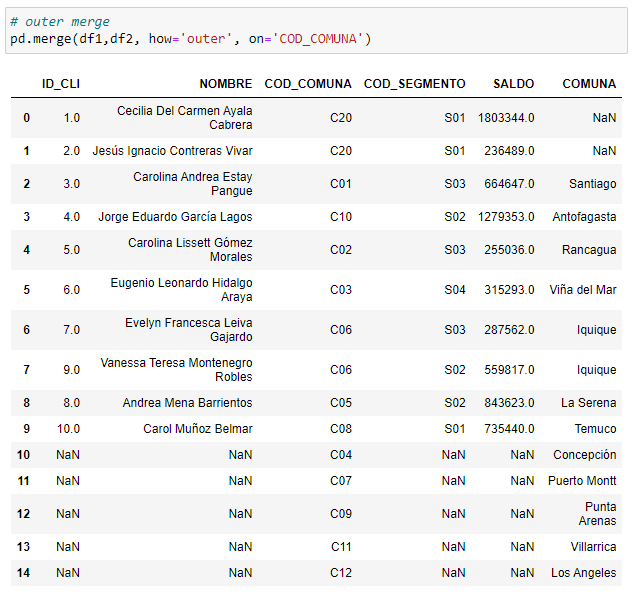 # outer merge
pd.merge(df1,df2, how='outer', on='COD_COMUNA')
ID_CLI NOMBRE COD_COMUNA COD_SEGMENTO SALDO COMUNA
0 1.0 Cecilia Del Carmen Ayala Cabrera C20 S01 1803344.0 NaN
1 2.0 Jesús Ignacio Contreras Vivar C20 S01 236489.0 NaN
2 3.0 Carolina Andrea Estay Pangue C01 S03 664647.0 Santiago
3 4.0 Jorge Eduardo García Lagos C10 S02 1279353.0 Antofagasta
4 5.0 Carolina Lissett Gómez Morales C02 S03 255036.0 Rancagua
5 6.0 Eugenio Leonardo Hidalgo Araya C03 S04 315293.0 Viña del Mar
6 7.0 Evelyn Francesca Leiva Gajardo C06 S03 287562.0 Iquique
7 9.0 Vanessa Teresa Montenegro Robles C06 S02 559817.0 Iquique
8 8.0 Andrea Mena Barrientos C05 S02 843623.0 La Serena
9 10.0 Carol Muñoz Belmar C08 S01 735440.0 Temuco
10 NaN NaN C04 NaN NaN Concepción
11 NaN NaN C07 NaN NaN Puerto Montt
12 NaN NaN C09 NaN NaN Punta Arenas
13 NaN NaN C11 NaN NaN Villarrica
14 NaN NaN C12 NaN NaN Los Angeles